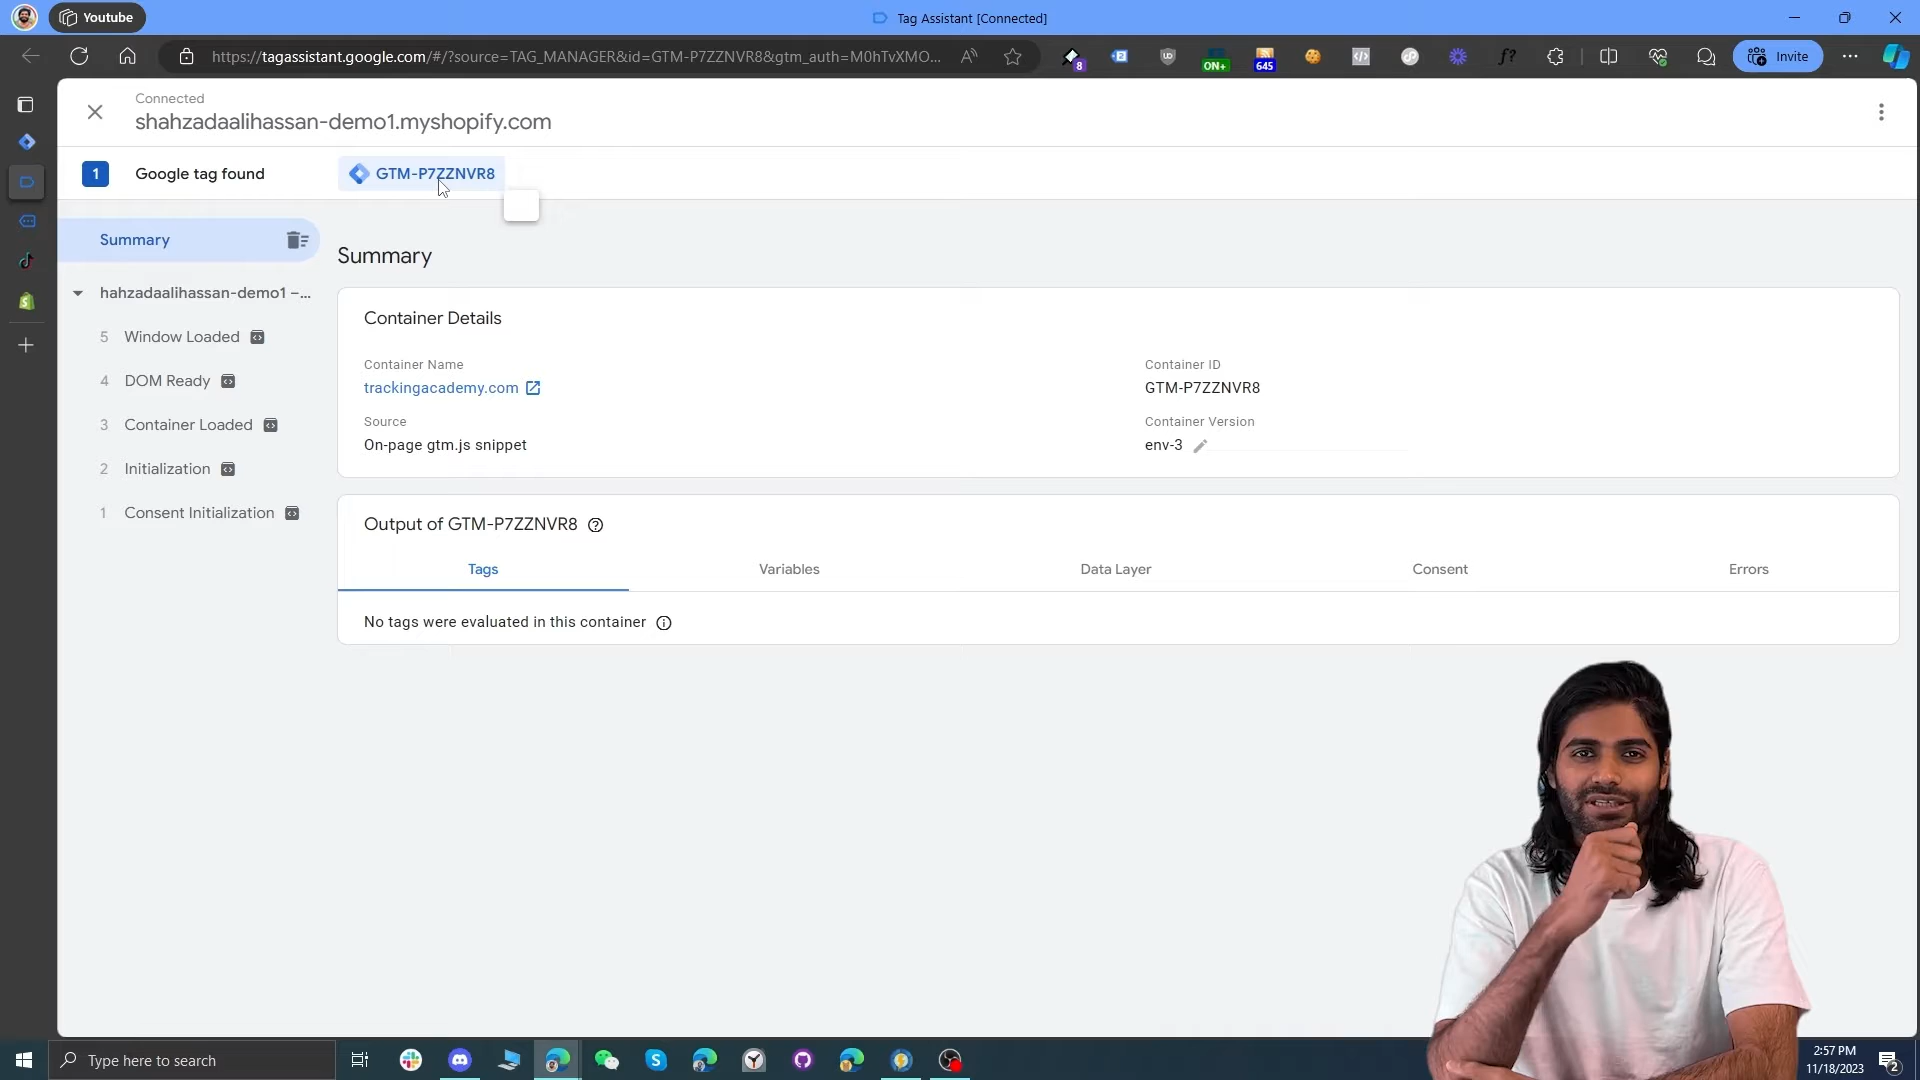 Youtube
Tag Assistant [Connected]
https://tagassistant.google.com/#/?source=TAG_MANAGER&id=GTM-P7ZZNVR8&gtm_auth=M0hTvXMO...
8
ON+
645
Invite
Connected
shahzadaalihassan-demo1.myshopify.com
1
Google tag found
GTM-P7ZZNVR8
Summary
hahzadaalihassan-demo1 –...
5 Window Loaded
4 DOM Ready
3 Container Loaded
2 Initialization
1 Consent Initialization
Summary
Container Details
Container Name
trackingacademy.com
Container ID
GTM-P7ZZNVR8
Source
On-page gtm.js snippet
Container Version
env-3
Output of GTM-P7ZZNVR8
Tags
Variables
Data Layer
Consent
Errors
No tags were evaluated in this container
Type here to search
2:57 PM
11/18/2023
2